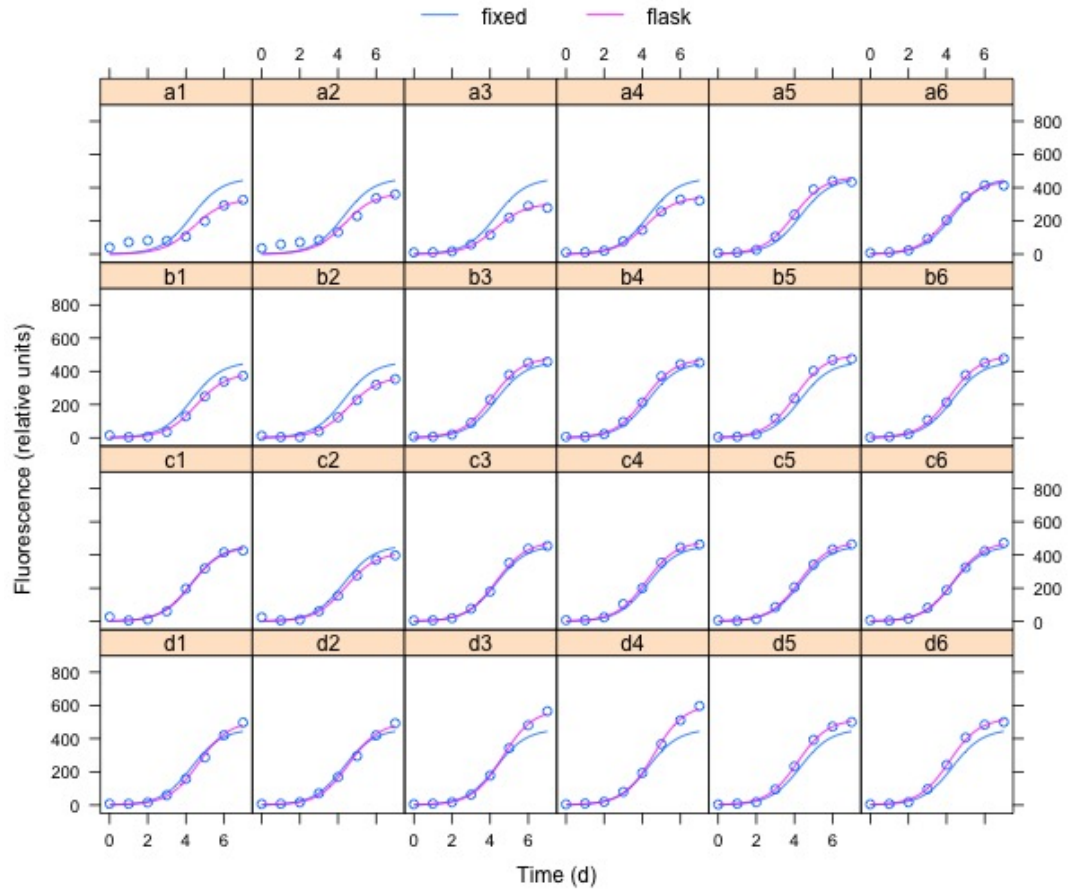 fixed flask
0 2 4 6 0 2 4 6 0 2 4 6
a1 a2 a3 a4 a5 a6
800
600
400
200
0
b1 b2 b3 b4 b5 b6
800
600
400
200
0
c1 c2 c3 c4 c5 c6
800
600
400
200
0
d1 d2 d3 d4 d5 d6
800
600
400
200
0
0 2 4 6 0 2 4 6 0 2 4 6
Time (d)
Fluorescence (relative units)